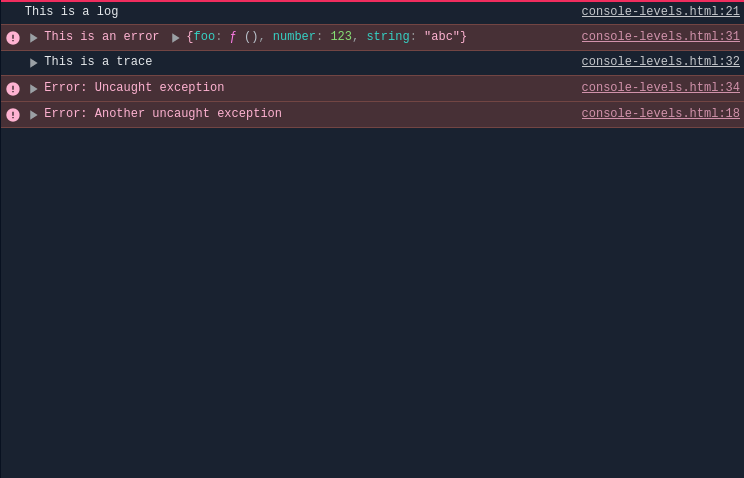 This is a log console-levels.html:21
This is an error {foo: ƒ (), number: 123, string: "abc"} console-levels.html:31
This is a trace console-levels.html:32
Error: Uncaught exception console-levels.html:34
Error: Another uncaught exception console-levels.html:18